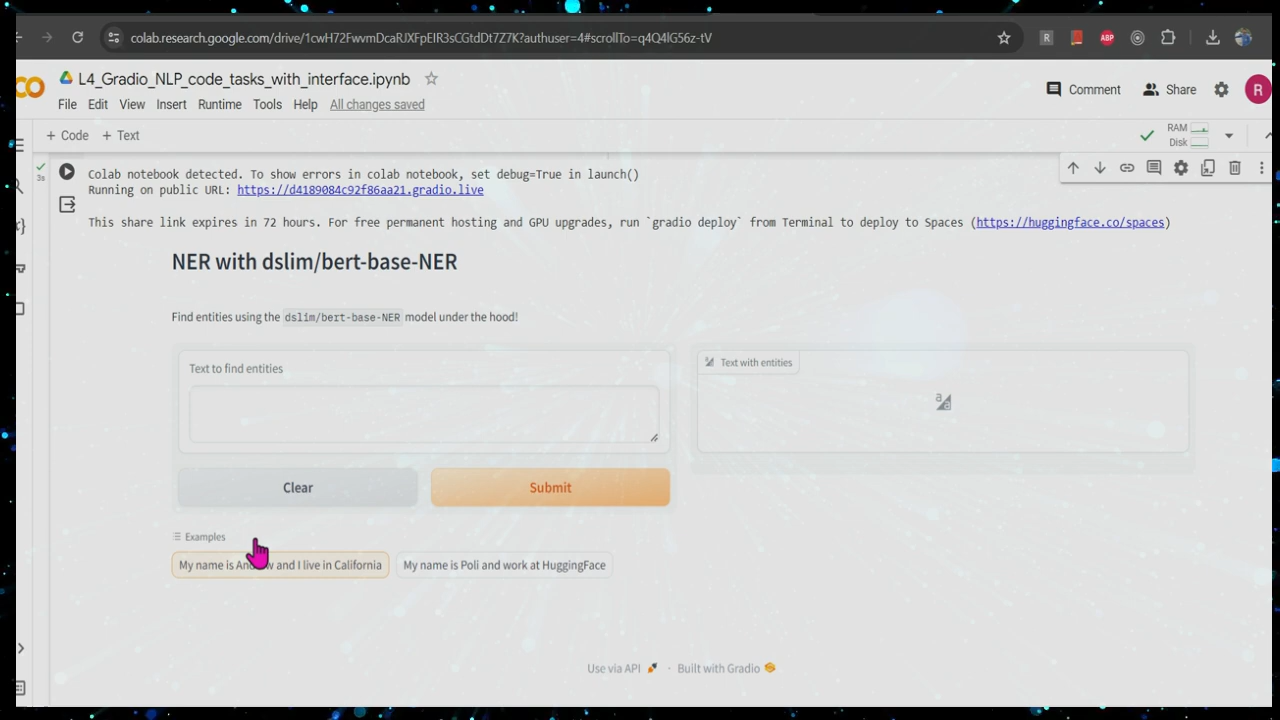 colab.research.google.com/drive/1cwH72FwvmDcaRJXFpEIR3sCGtdDt7Z7K?authuser=4#scrollTo=q4Q4lG56z-tV
R
ABP
CO
L4_Gradio_NLP_code_tasks_with_interface.ipynb
Comment
Share
R
File Edit View Insert Runtime Tools Help All changes saved
+ Code + Text
RAM
Disk
3s
Colab notebook detected. To show errors in colab notebook, set debug=True in launch()
Running on public URL: https://d4189084c92f86aa21.gradio.live
This share link expires in 72 hours. For free permanent hosting and GPU upgrades, run `gradio deploy` from Terminal to deploy to Spaces (https://huggingface.co/spaces)
NER with dslim/bert-base-NER
Find entities using the dslim/bert-base-NER model under the hood!
Text to find entities
Text with entities
Clear
Submit
Examples
My name is Andrew and I live in California
My name is Poli and work at HuggingFace
Use via API · Built with Gradio